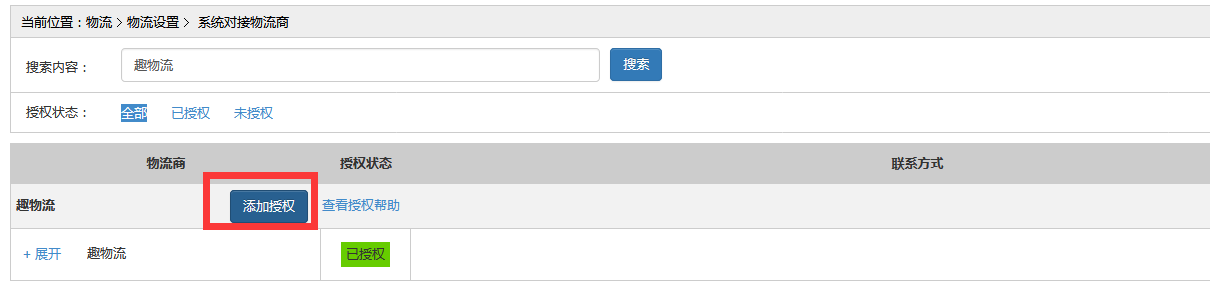 当前位置：物流 > 物流设置 > 系统对接物流商
搜索内容： 趣物流 搜索
授权状态： 全部 已授权 未授权
物流商 授权状态 联系方式
趣物流 添加授权 查看授权帮助
+ 展开 趣物流 已授权